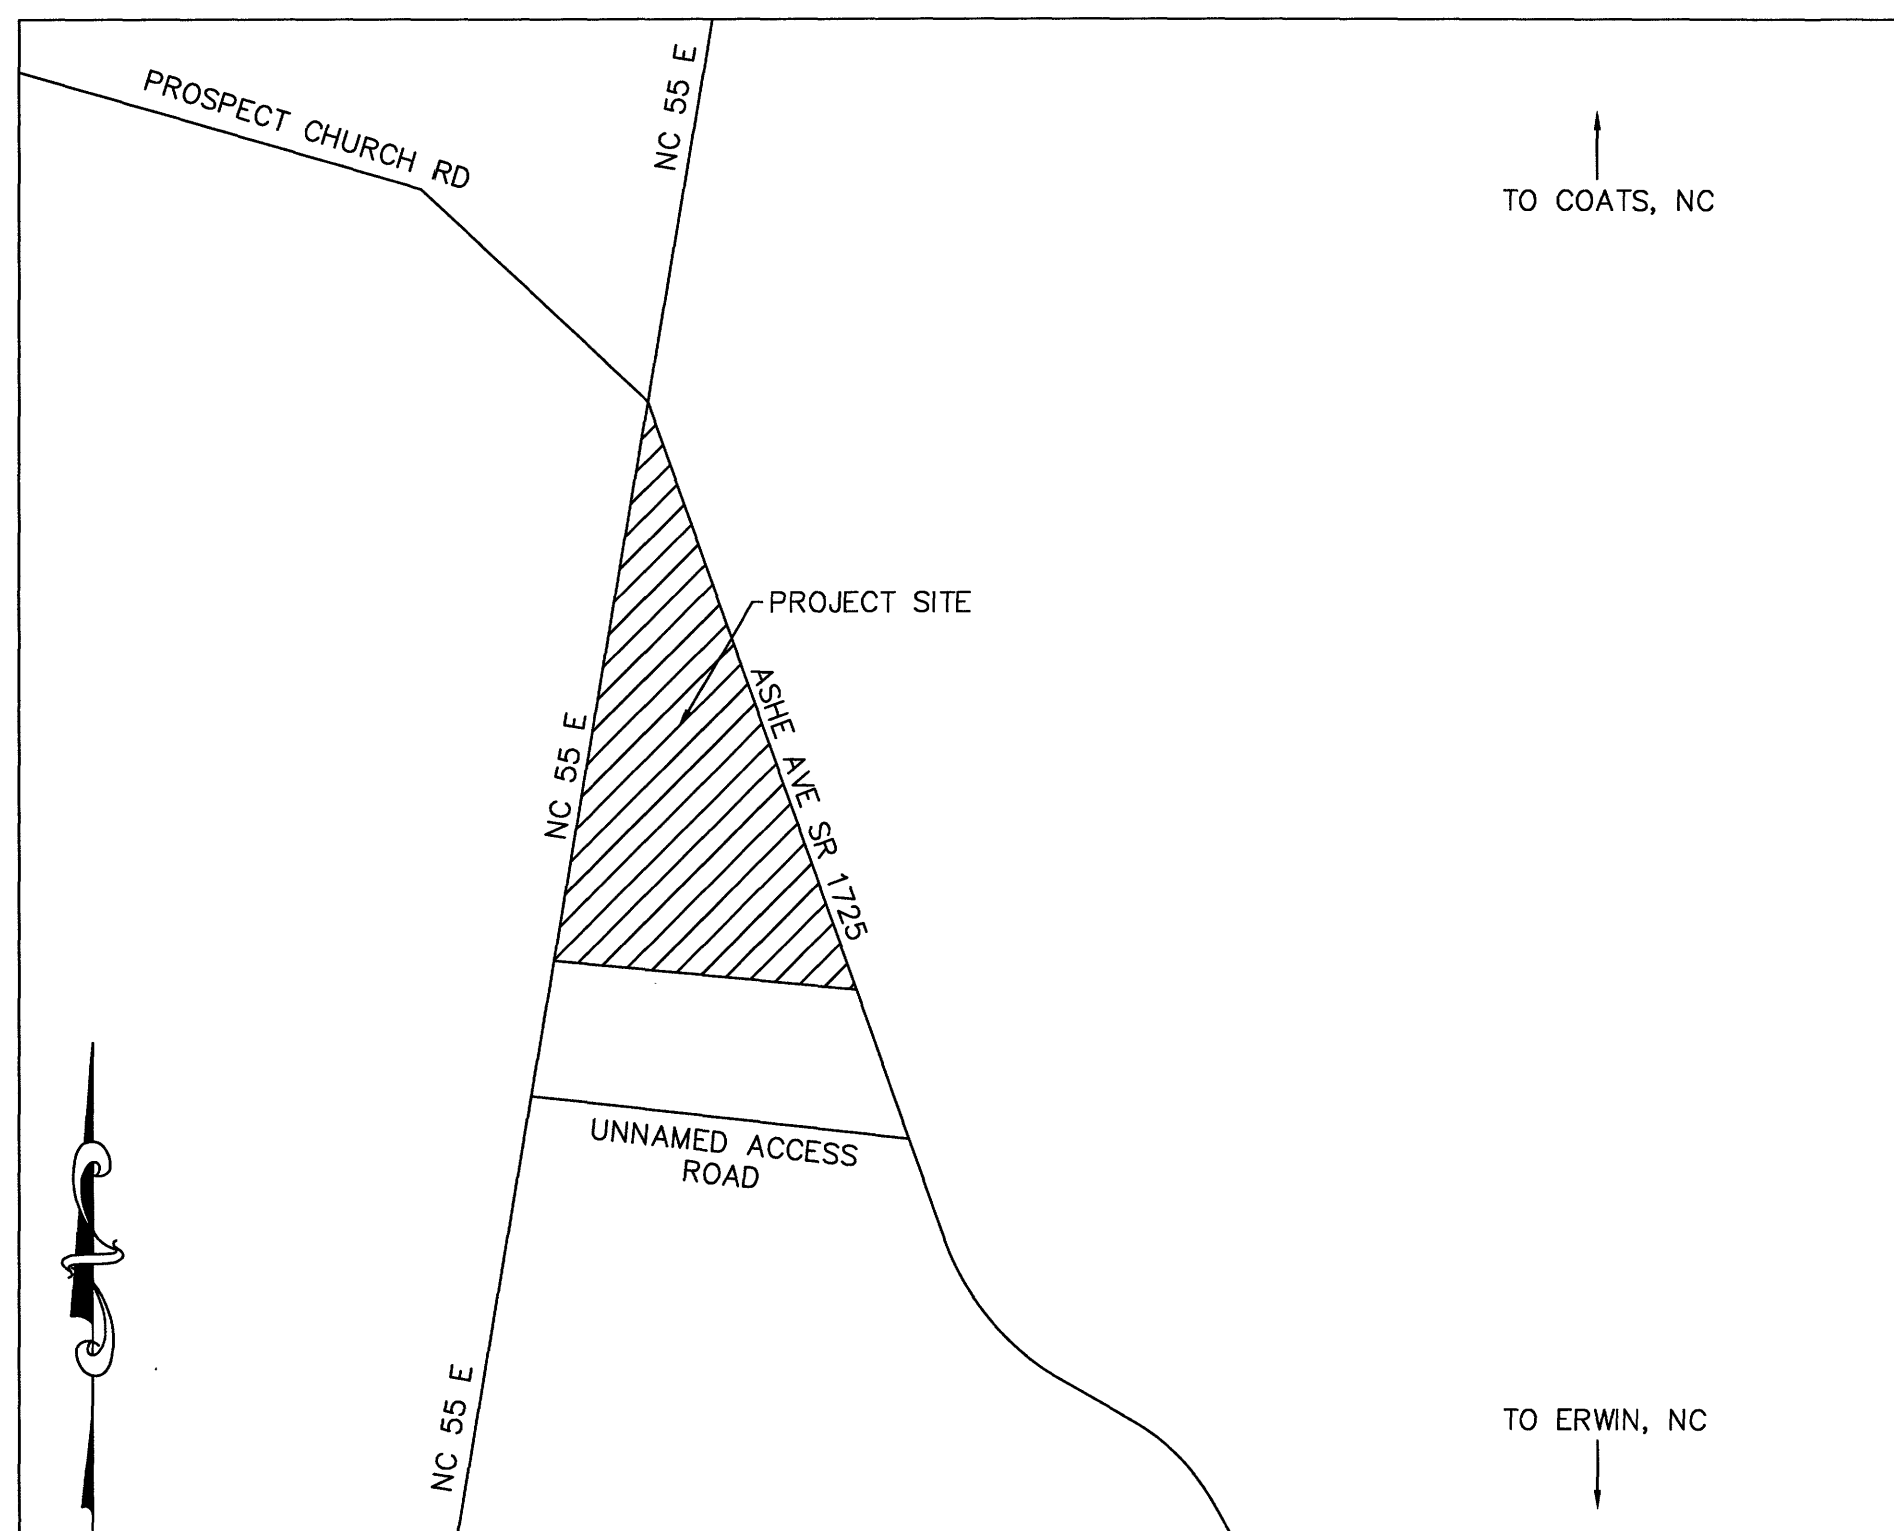 NC 55 E
PROSPECT CHURCH RD
TO COATS, NC
PROJECT SITE
ASHE AVE SR 1725
NC 55 E
UNNAMED ACCESS
ROAD
NC 55 E
TO ERWIN, NC